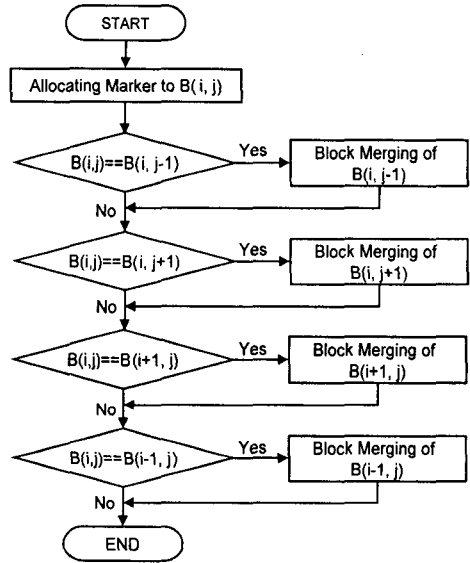 START
Allocating Marker to B( i, j)
B(i,j)==B(i, j-1)
Yes
Block Merging of
B(i, j-1)
No
B(i,j)==B(i, j+1)
Yes
Block Merging of
B(i, j+1)
No
B(i,j)==B(i+1, j)
Yes
Block Merging of
B(i+1, j)
No
B(i,j)==B(i-1, j)
Yes
Block Merging of
B(i-1, j)
No
END